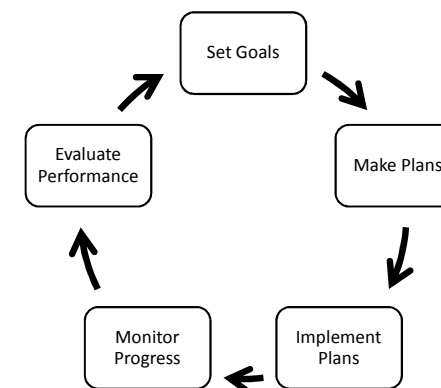 Set Goals
Make Plans
Implement
Plans
Monitor
Progress
Evaluate
Performance